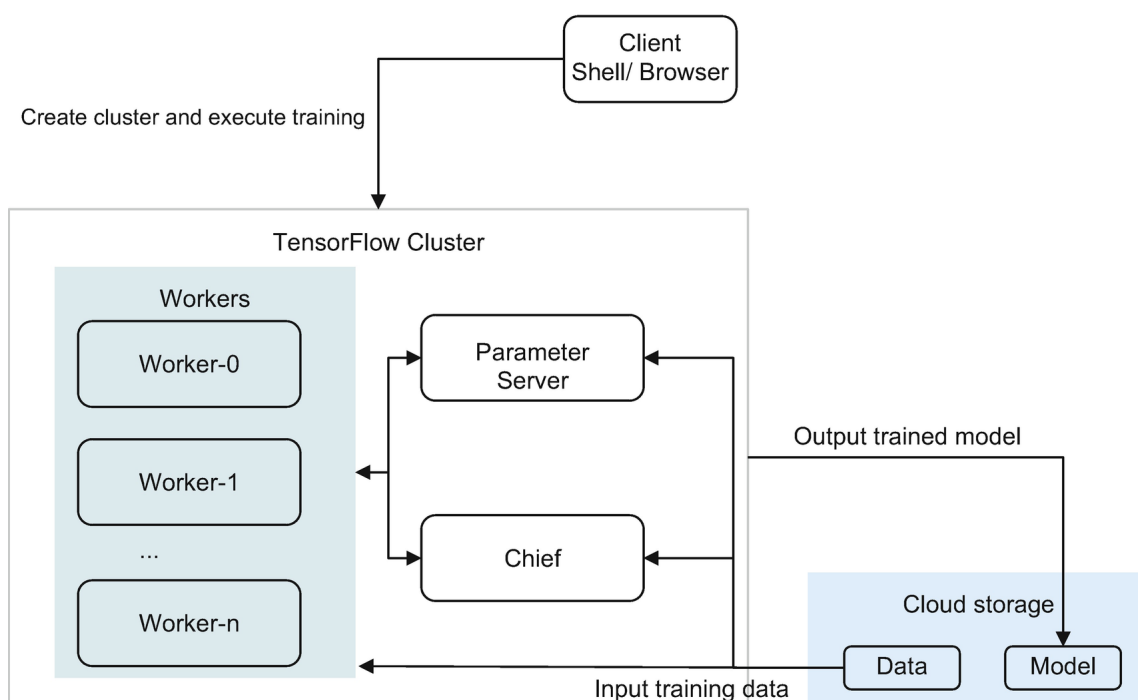 Client
Shell/ Browser
Create cluster and execute training
TensorFlow Cluster
Workers
Worker-0
Parameter
Server
Worker-1
Output trained model
...
Chief
Worker-n
Cloud storage
Data
Model
Input training data